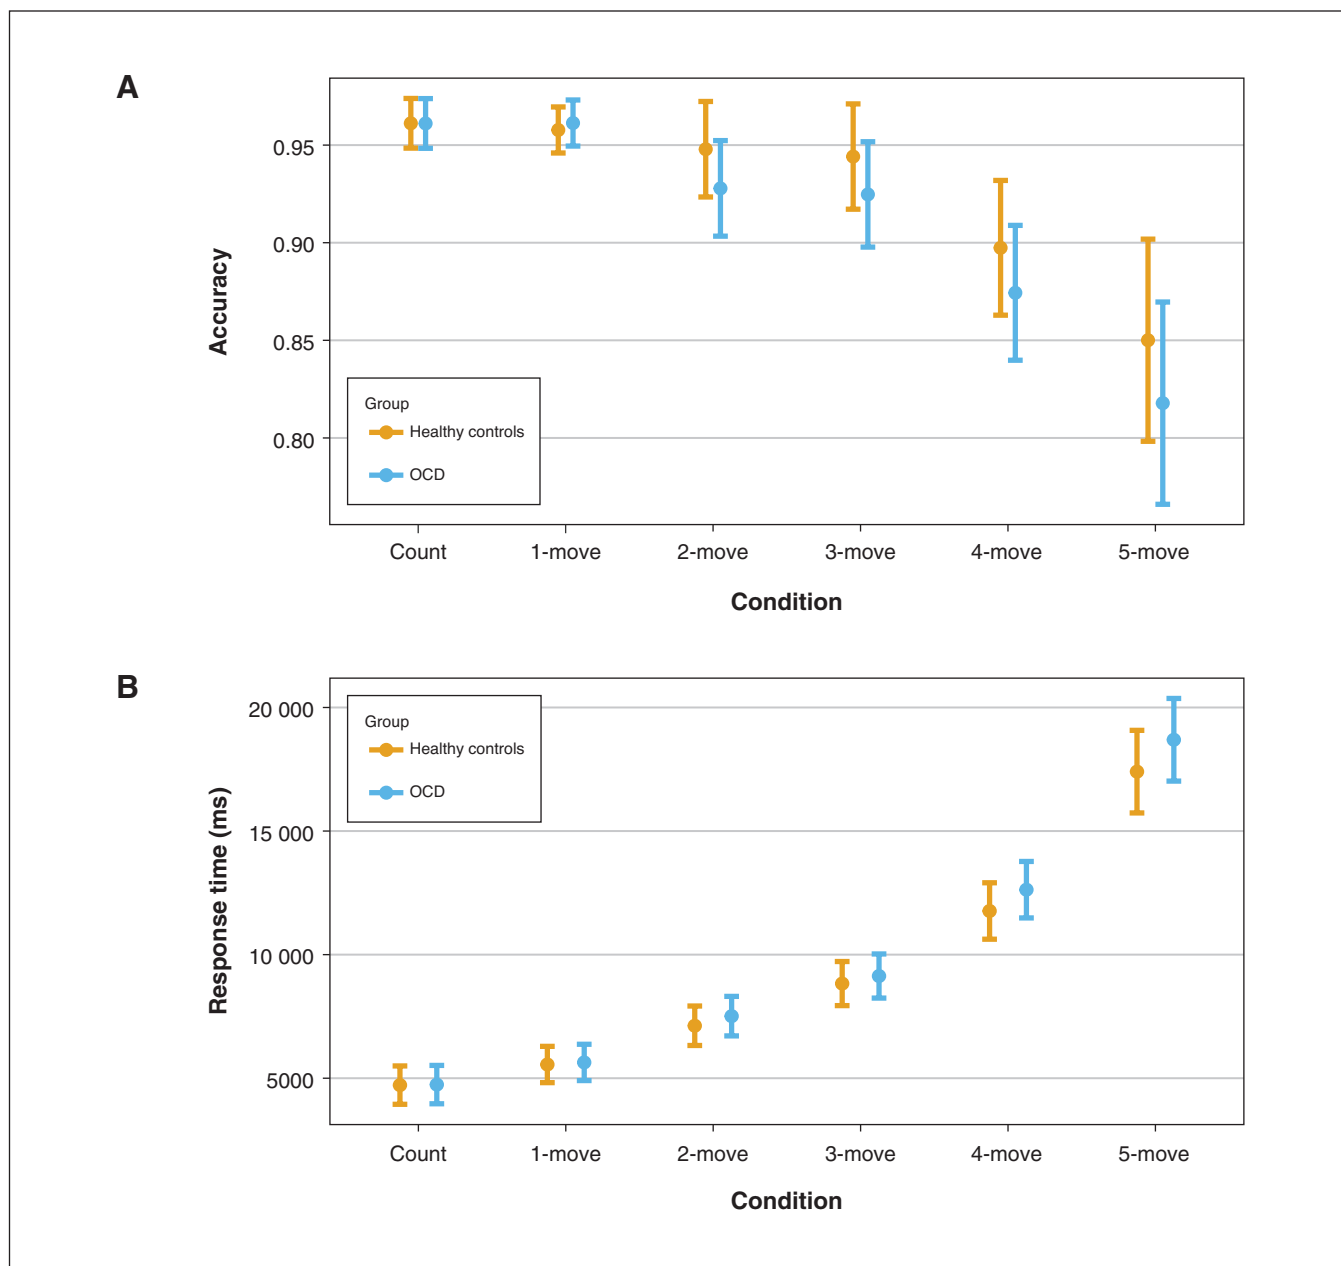 A
0.95
0.90
0.85
0.80
Accuracy
Group
Healthy controls
OCD
Count 1-move 2-move 3-move 4-move 5-move
Condition
B
20 000
15 000
10 000
5000
Response time (ms)
Group
Healthy controls
OCD
Count 1-move 2-move 3-move 4-move 5-move
Condition